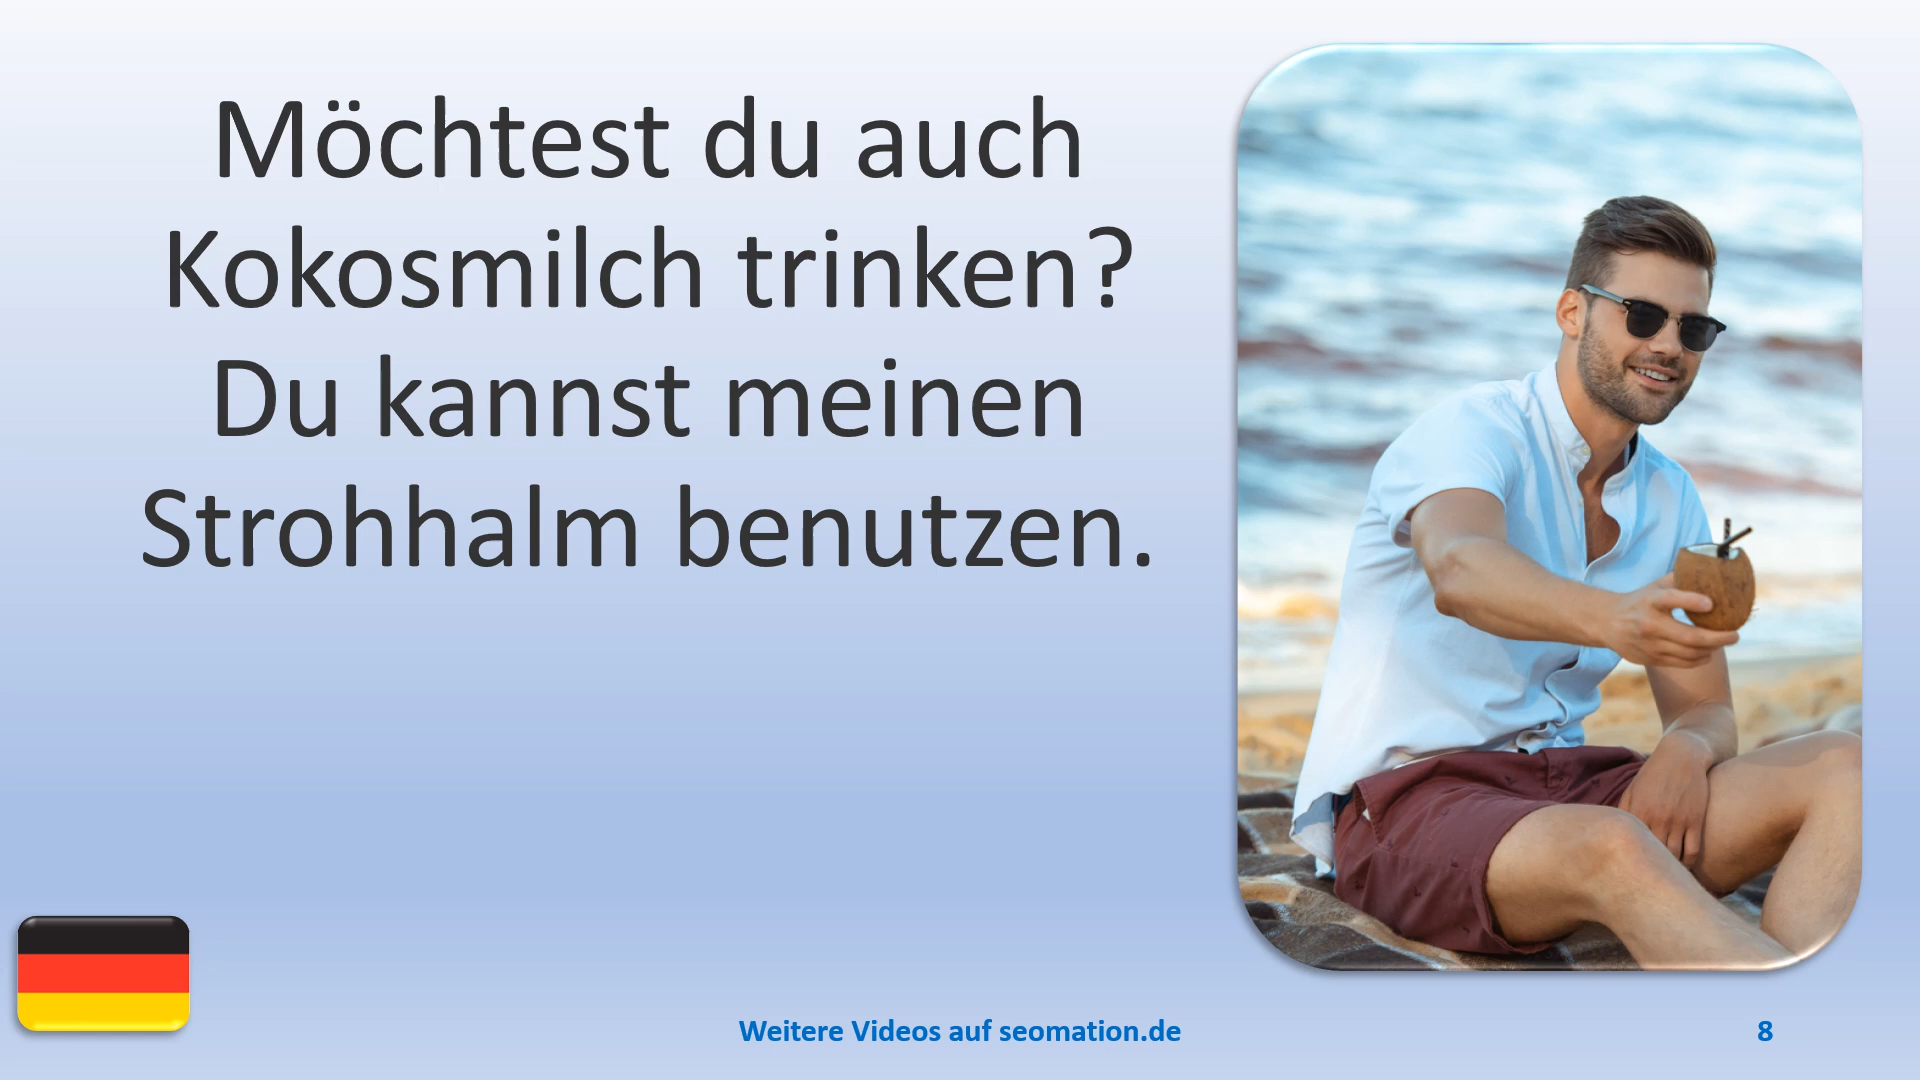 Möchtest du auch
Kokosmilch trinken?
Du kannst meinen
Strohhalm benutzen.
Weitere Videos auf seomation.de
8